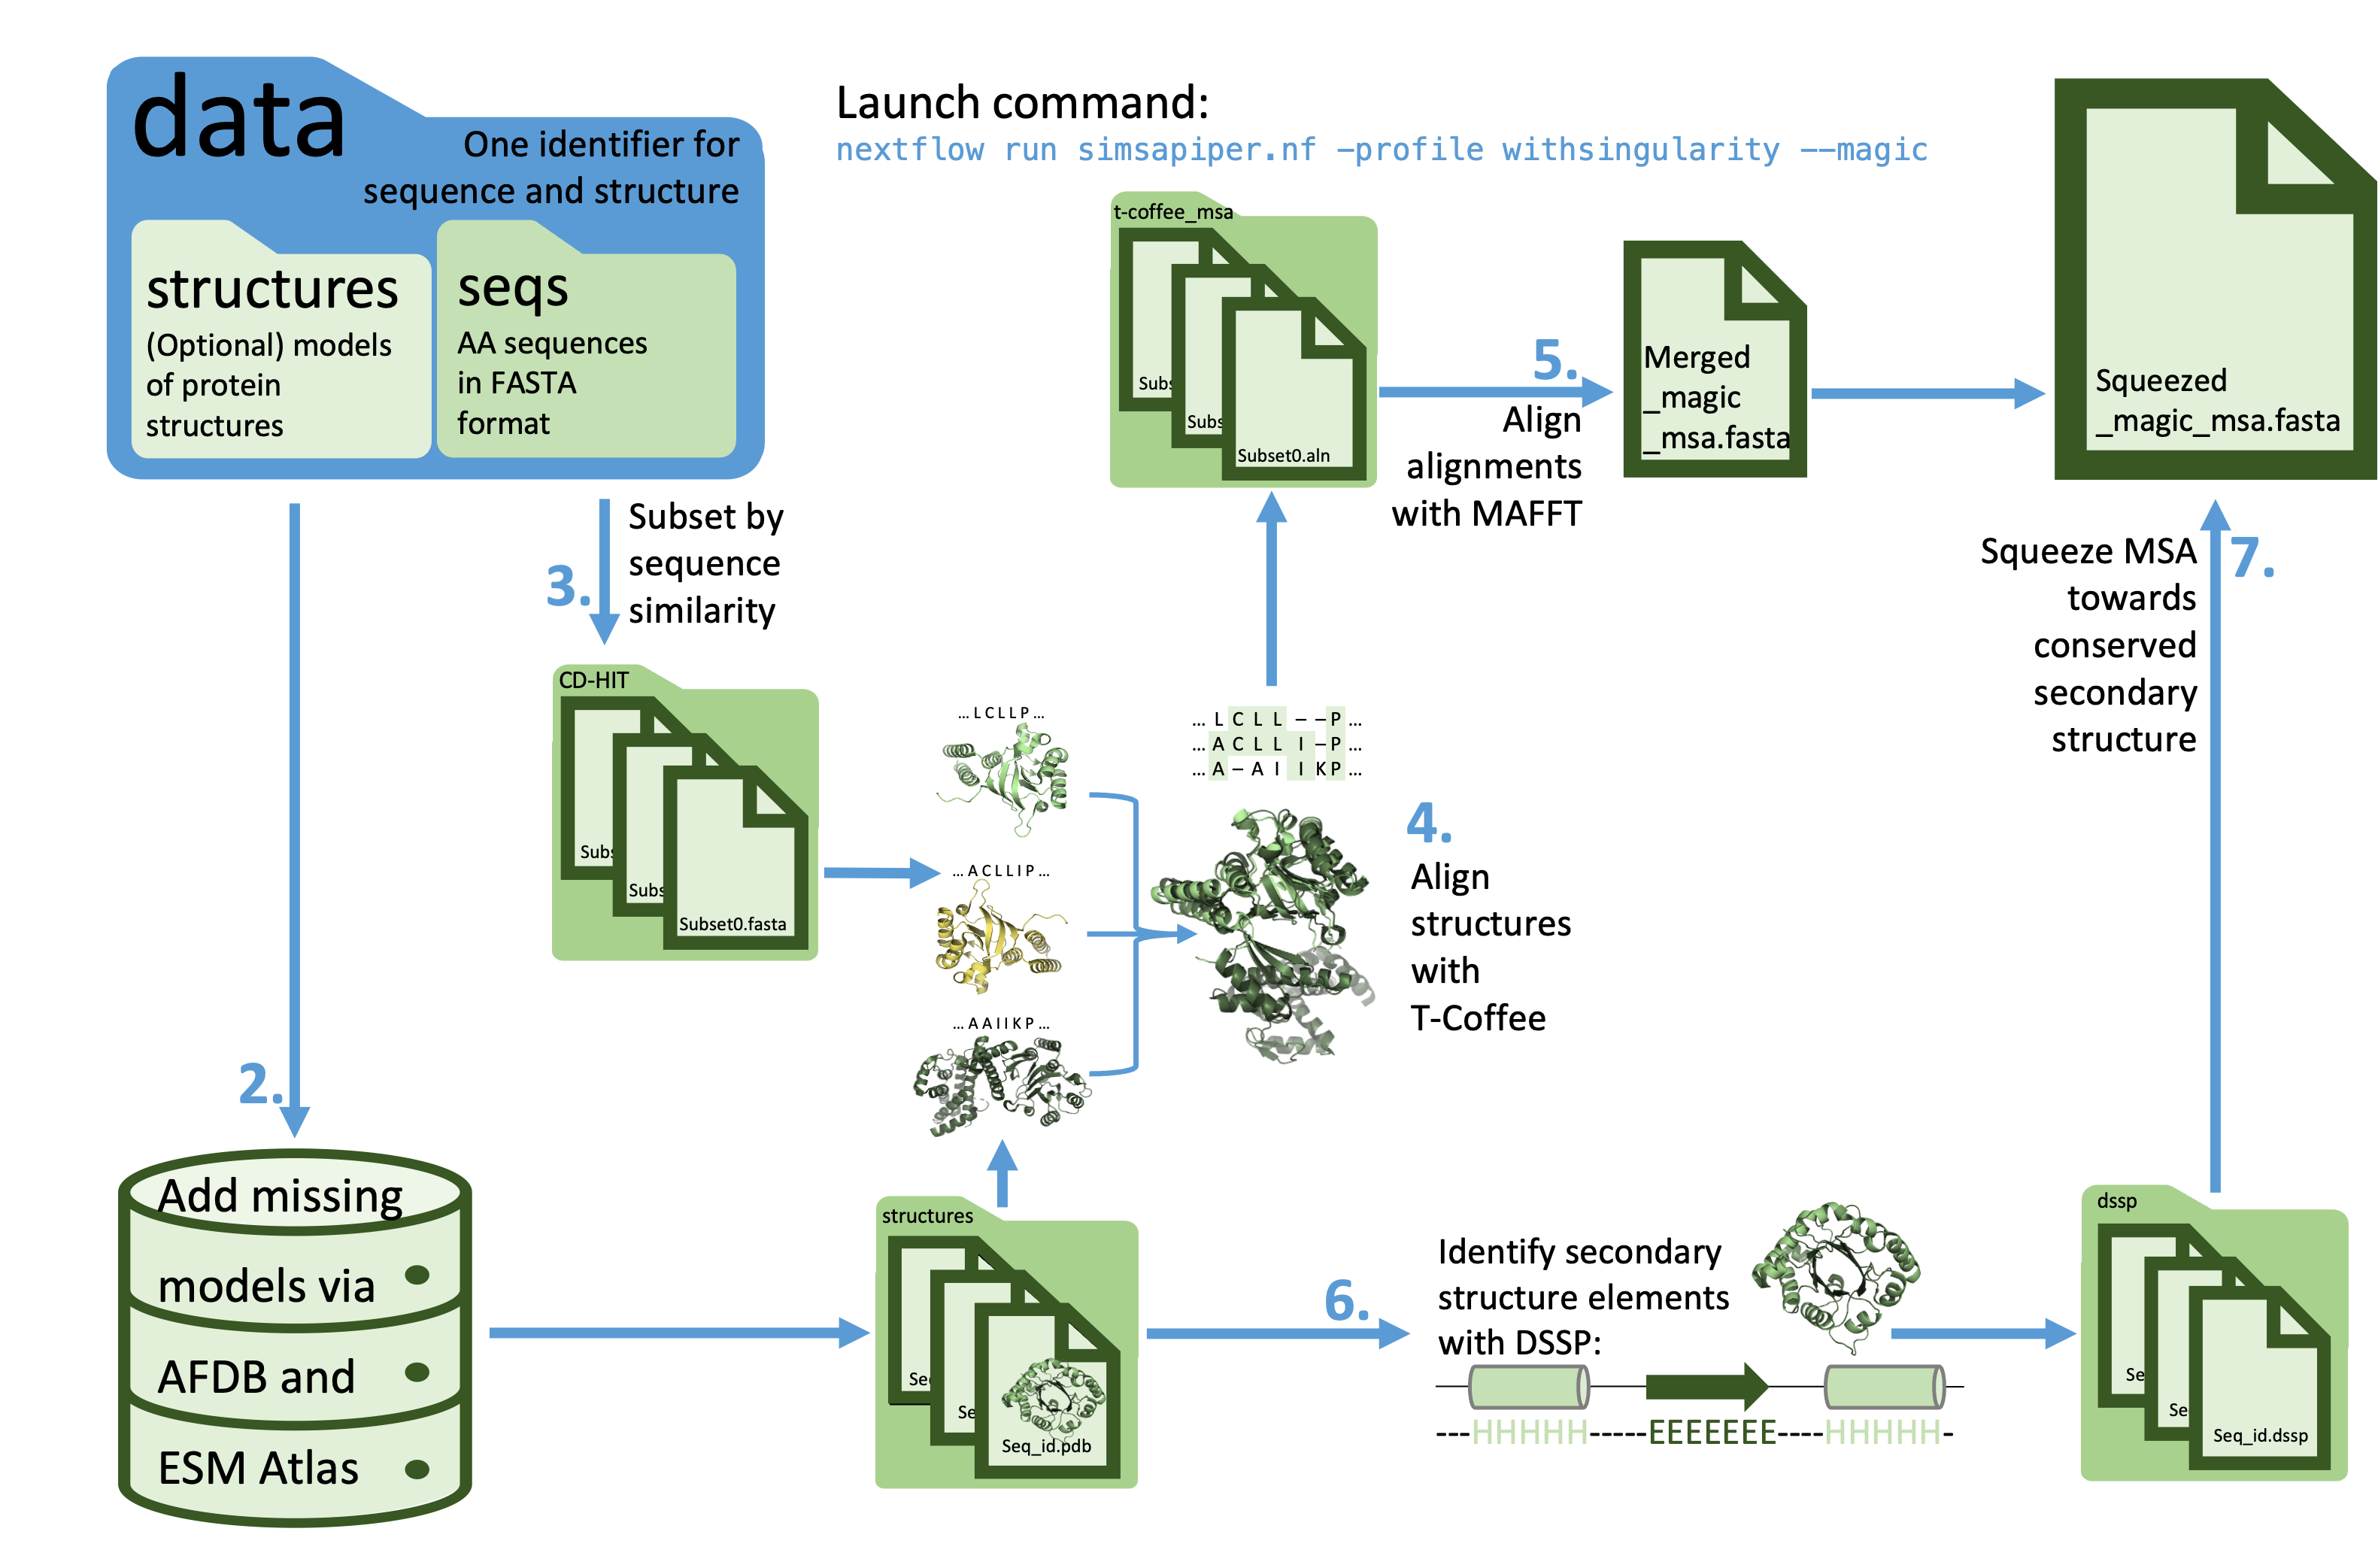 data
One identifier for
sequence and structure
structures
(Optional) models
of protein
structures
seqs
AA sequences
in FASTA
format
Launch command:
nextflow run simsapiper.nf –profile withsingularity ––magic
t-coffee_msa
Subs
Subs
Subset0.aln
5.
Align
alignments
with MAFFT
Merged
_magic
_msa.fasta
Squeezed
_magic_msa.fasta
3.
Subset by
sequence
similarity
CD-HIT
Subs
Subs
Subset0.fasta
... L C L L P ...
... A C L L I P ...
... A A I I K P ...
... L C L L – – P ...
... A C L L I – P ...
... A – A I I K P ...
4.
Align
structures
with
T-Coffee
7.
Squeeze MSA
towards
conserved
secondary
structure
2.
Add missing
models via
AFDB and
ESM Atlas
structures
Sec
Se
Seq_id.pdb
6.
Identify secondary
structure elements
with DSSP:
---HHHHH-----EEEEEEE----HHHHH-
dssp
Se
Se
Seq_id.dssp